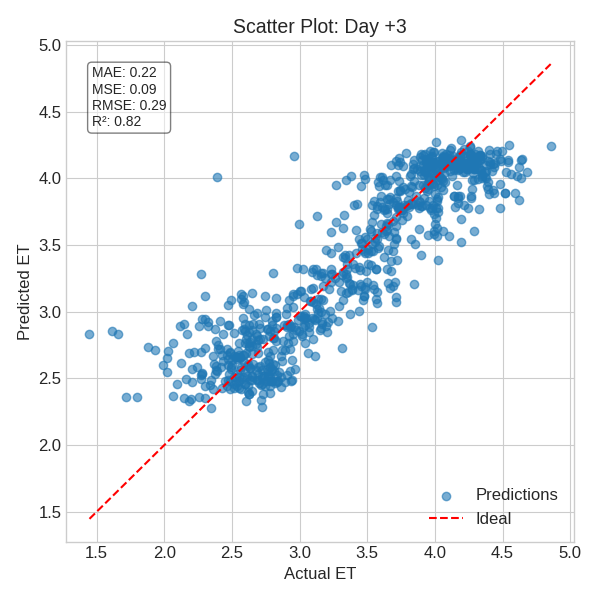 Scatter Plot: Day +3
MAE: 0.22
MSE: 0.09
RMSE: 0.29
R²: 0.82
Predicted ET
5.0
4.5
4.0
3.5
3.0
2.5
2.0
1.5
Predictions
Ideal
1.5 2.0 2.5 3.0 3.5 4.0 4.5 5.0
Actual ET